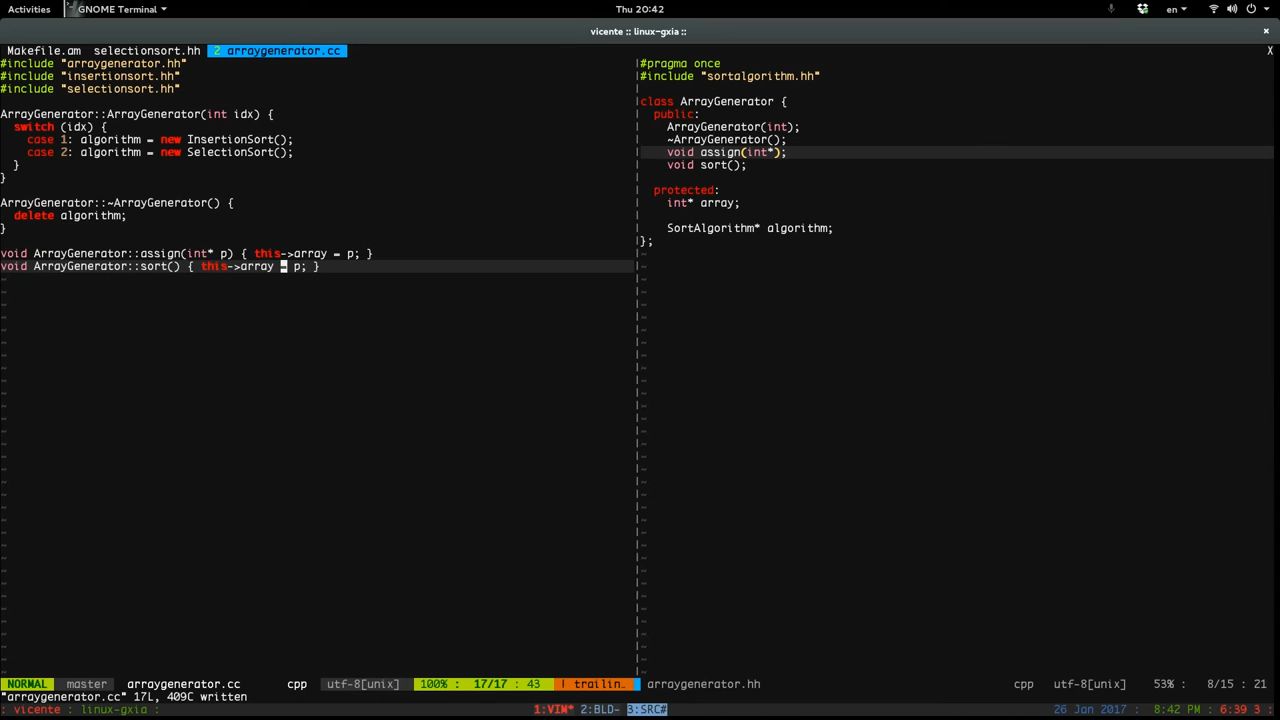 Activities GNOME Terminal Thu 20:42 en
vicente :: linux-gxia ::
Makefile.am selectionsort.hh 2 arraygenerator.cc X
#include "arraygenerator.hh"
#include "insertionsort.hh"
#include "selectionsort.hh"
ArrayGenerator::ArrayGenerator(int idx) {
switch (idx) {
case 1: algorithm = new InsertionSort();
case 2: algorithm = new SelectionSort();
}
}
ArrayGenerator::~ArrayGenerator() {
delete algorithm;
}
void ArrayGenerator::assign(int* p) { this->array = p; }
void ArrayGenerator::sort() { this->array = p; }
#pragma once
#include "sortalgorithm.hh"
class ArrayGenerator {
public:
ArrayGenerator(int);
~ArrayGenerator();
void assign(int*);
void sort();
protected:
int* array;
SortAlgorithm* algorithm;
};
NORMAL master arraygenerator.cc cpp utf-8[unix] 100% : 17/17 : 43 ! trailin… arraygenerator.hh cpp utf-8[unix] 53% : 8/15 : 21
"arraygenerator.cc" 17L, 409C written
: vicente : linux-gxia : 1:VIM* 2:BLD- 3:SRC# 26 Jan 2017 : 8:42 PM : 6:39 3 :